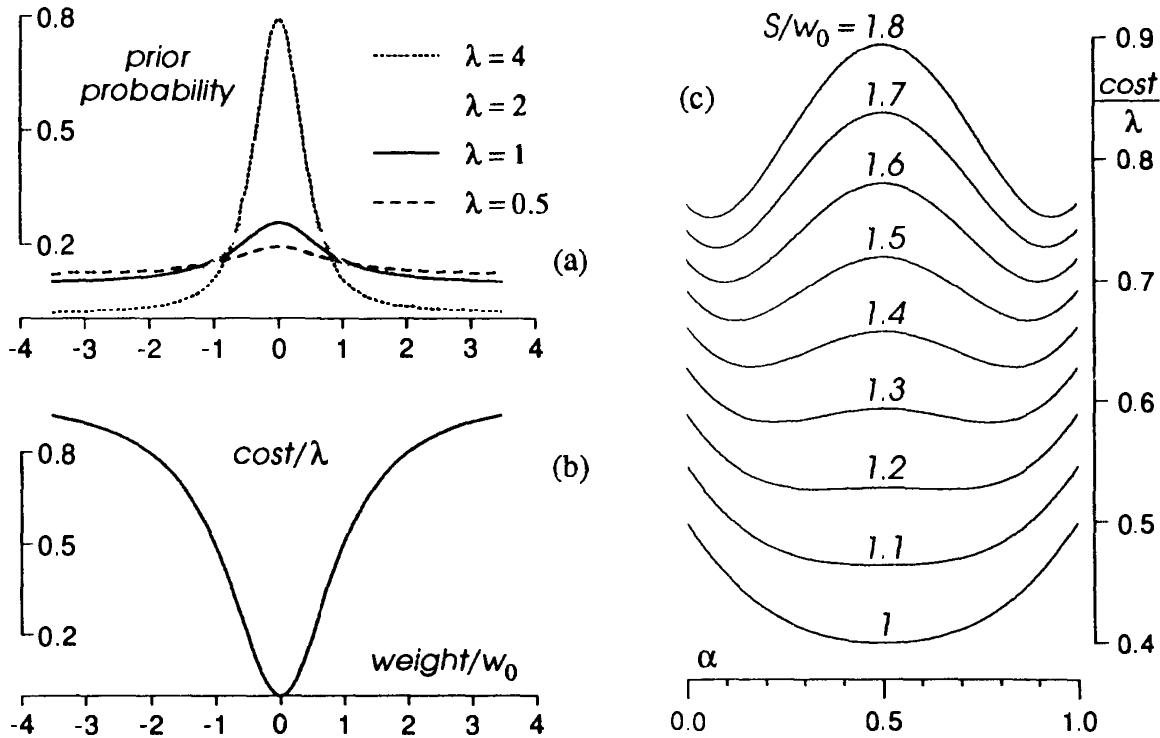 0.8
0.5
0.2
prior
probability
λ = 4
λ = 2
λ = 1
λ = 0.5
(a)
-4 -3 -2 -1 0 1 2 3 4
0.8
0.5
0.2
cost/λ
(b)
weight/w₀
-4 -3 -2 -1 0 1 2 3 4
(c)
S/w₀ = 1.8
1.7
1.6
1.5
1.4
1.3
1.2
1.1
1
0.9
cost
λ
0.8
0.7
0.6
0.5
0.4
α
0.0 0.5 1.0